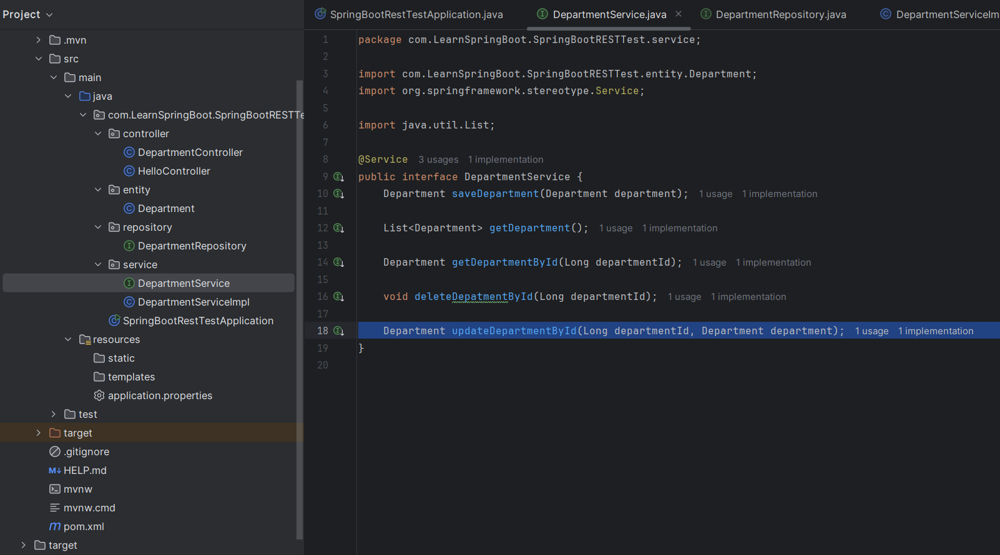 Project
.mvn
src
main
java
com.LearnSpringBoot.SpringBootRESTTe
controller
DepartmentController
HelloController
entity
Department
repository
DepartmentRepository
service
DepartmentService
DepartmentServiceImpl
SpringBootRestTestApplication
resources
static
templates
application.properties
test
target
.gitignore
M↓ HELP.md
mvnw
mvnw.cmd
m pom.xml
target
SpringBootRestTestApplication.java DepartmentService.java DepartmentRepository.java DepartmentServiceIm
1 package com.LearnSpringBoot.SpringBootRESTTest.service;
2
3 import com.LearnSpringBoot.SpringBootRESTTest.entity.Department;
4 import org.springframework.stereotype.Service;
5
6 import java.util.List;
7
8 @Service 3 usages 1 implementation
9 public interface DepartmentService {
10 Department saveDepartment(Department department); 1 usage 1 implementation
11
12 List<Department> getDepartment(); 1 usage 1 implementation
13
14 Department getDepartmentById(Long departmentId); 1 usage 1 implementation
15
16 void deleteDepatmentById(Long departmentId); 1 usage 1 implementation
17
18 Department updateDepartmentById(Long departmentId, Department department); 1 usage 1 implementation
19 }
20